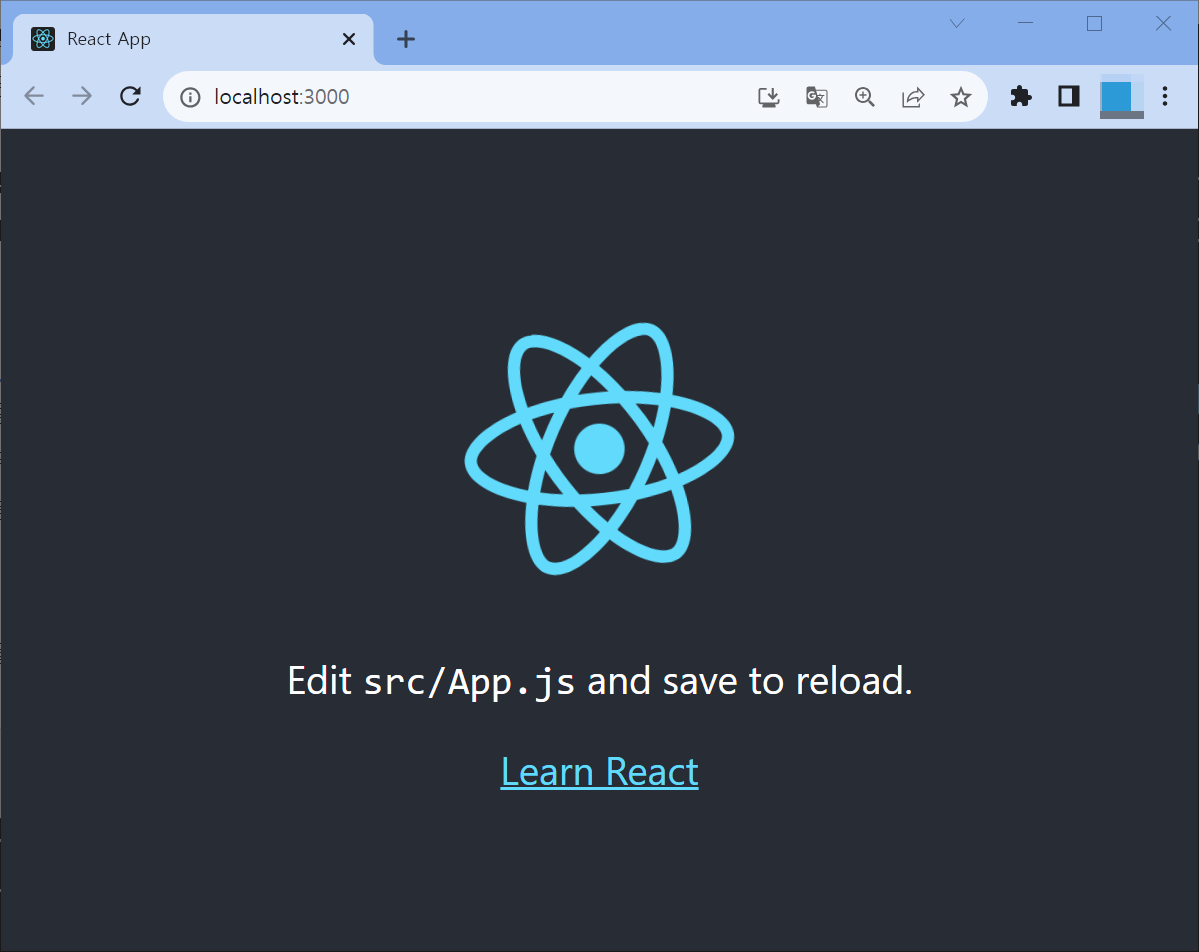 React App
localhost:3000
Edit src/App.js and save to reload.
Learn React